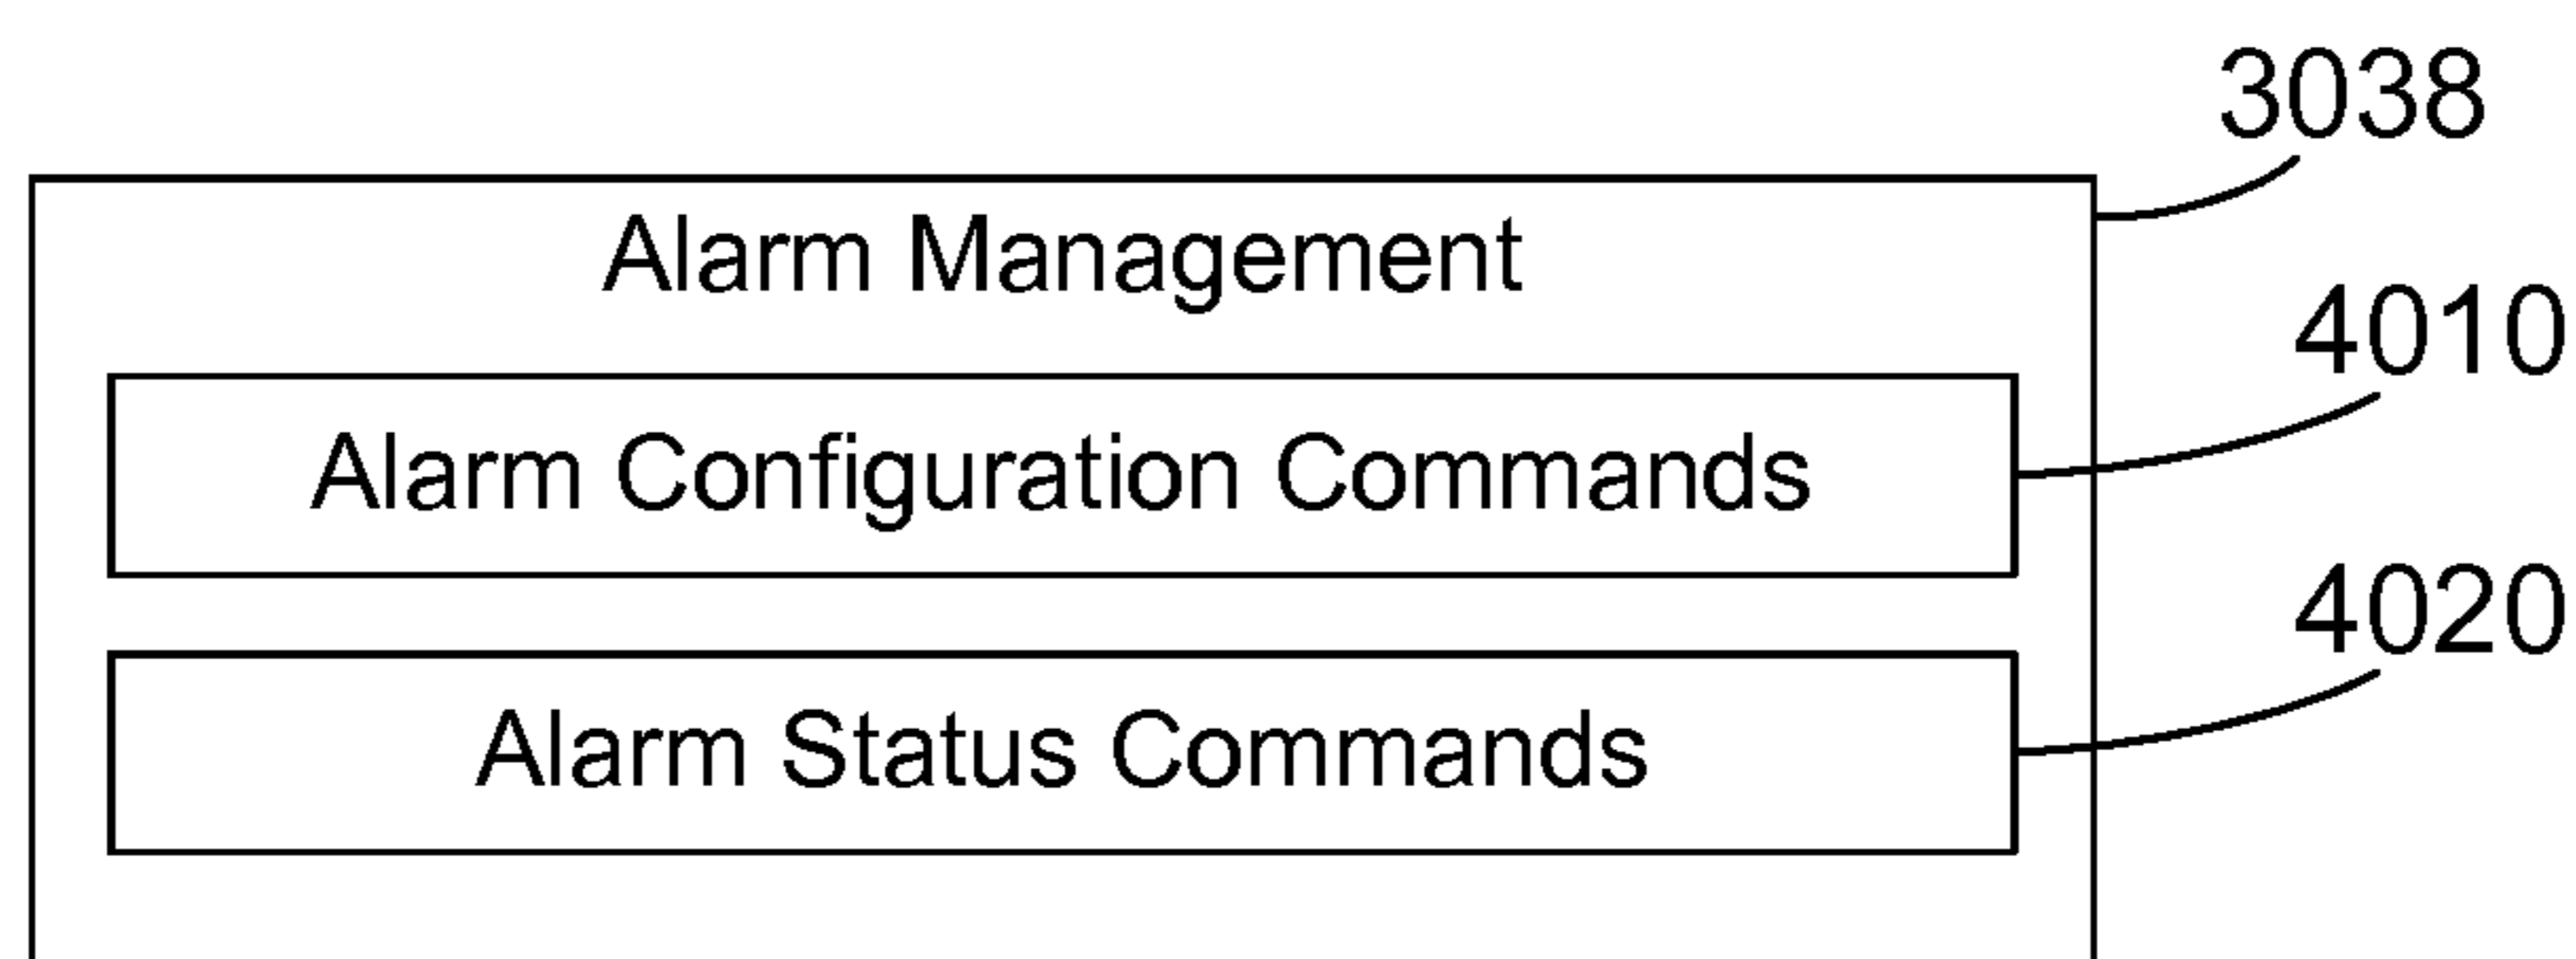 3038
Alarm Management
4010
Alarm Configuration Commands
4020
Alarm Status Commands